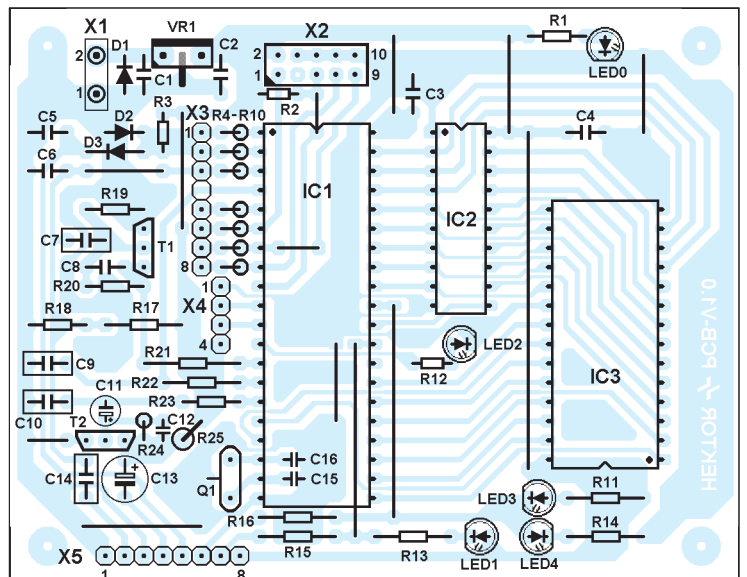 X1
VR1
D1
C2
X2
R1
2
1
C1
2
10
1
9
LED0
R3
X3
R4-R10
R2
C3
C5
D2
1
C4
D3
C6
IC1
IC2
R19
C7
T1
C8
8
R20
1
X4
R18
R17
4
LED2
R21
C9
R12
R22
IC3
C11
R23
C10
T2
C12
R24
R25
C16
C14
C13
C15
Q1
LED3
R11
R16
R15
R13
LED1
LED4
R14
X5
1
8
HEKTOR PCB-V1.0